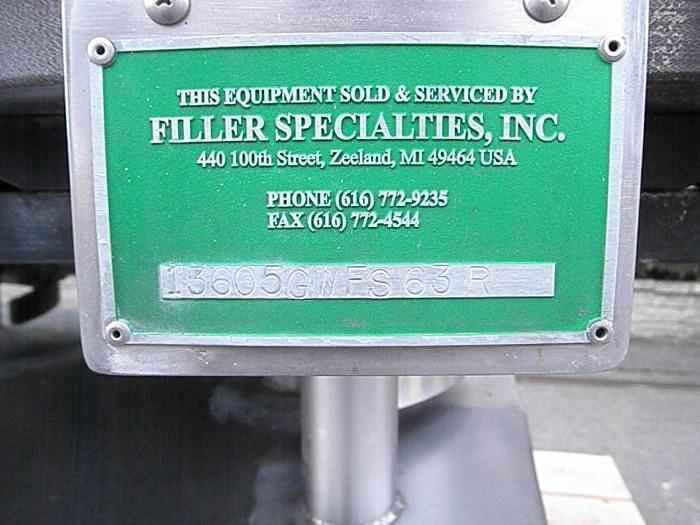 THIS EQUIPMENT SOLD & SERVICED BY
FILLER SPECIALTIES, INC.
440 100th Street, Zeeland, MI 49464 USA
PHONE (616) 772-9235
FAX (616) 772-4544
13605GWFS63R